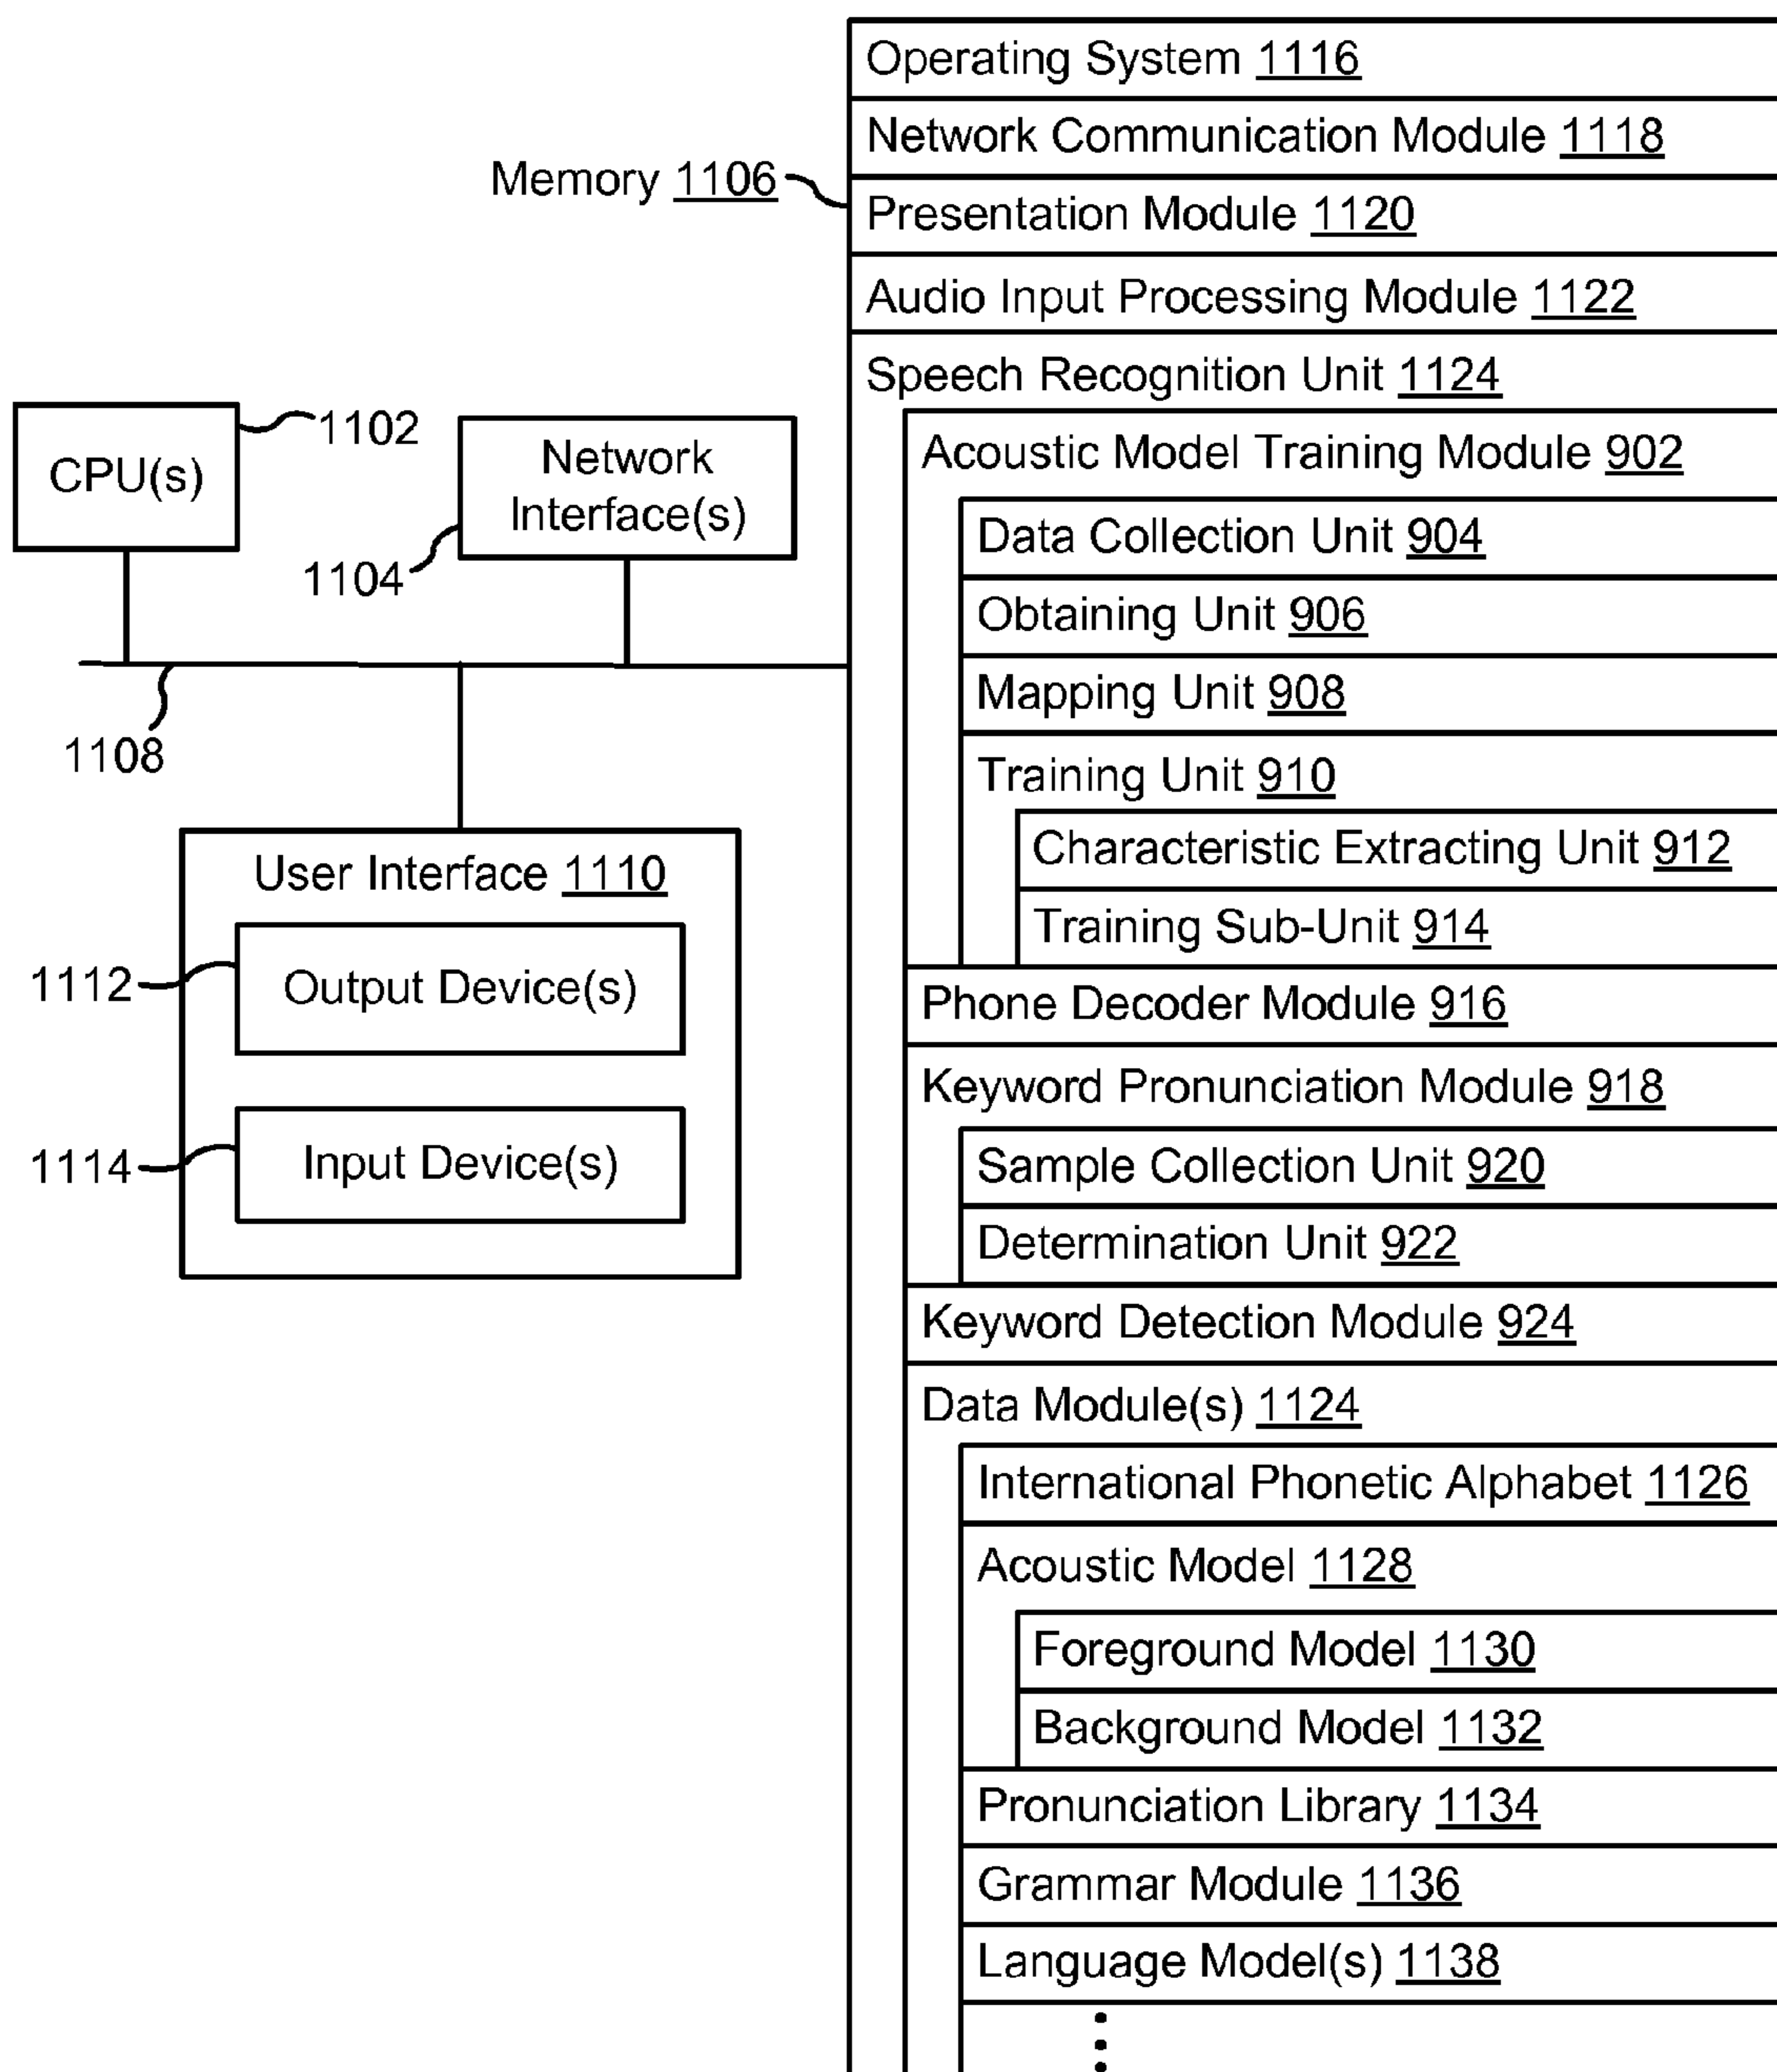 Operating System 1116
Network Communication Module 1118
Memory 1106
Presentation Module 1120
Audio Input Processing Module 1122
Speech Recognition Unit 1124
1102
CPU(s)
Network
Interface(s)
1104
1108
Acoustic Model Training Module 902
Data Collection Unit 904
Obtaining Unit 906
Mapping Unit 908
Training Unit 910
Characteristic Extracting Unit 912
Training Sub-Unit 914
User Interface 1110
1112
Output Device(s)
1114
Input Device(s)
Phone Decoder Module 916
Keyword Pronunciation Module 918
Sample Collection Unit 920
Determination Unit 922
Keyword Detection Module 924
Data Module(s) 1124
International Phonetic Alphabet 1126
Acoustic Model 1128
Foreground Model 1130
Background Model 1132
Pronunciation Library 1134
Grammar Module 1136
Language Model(s) 1138